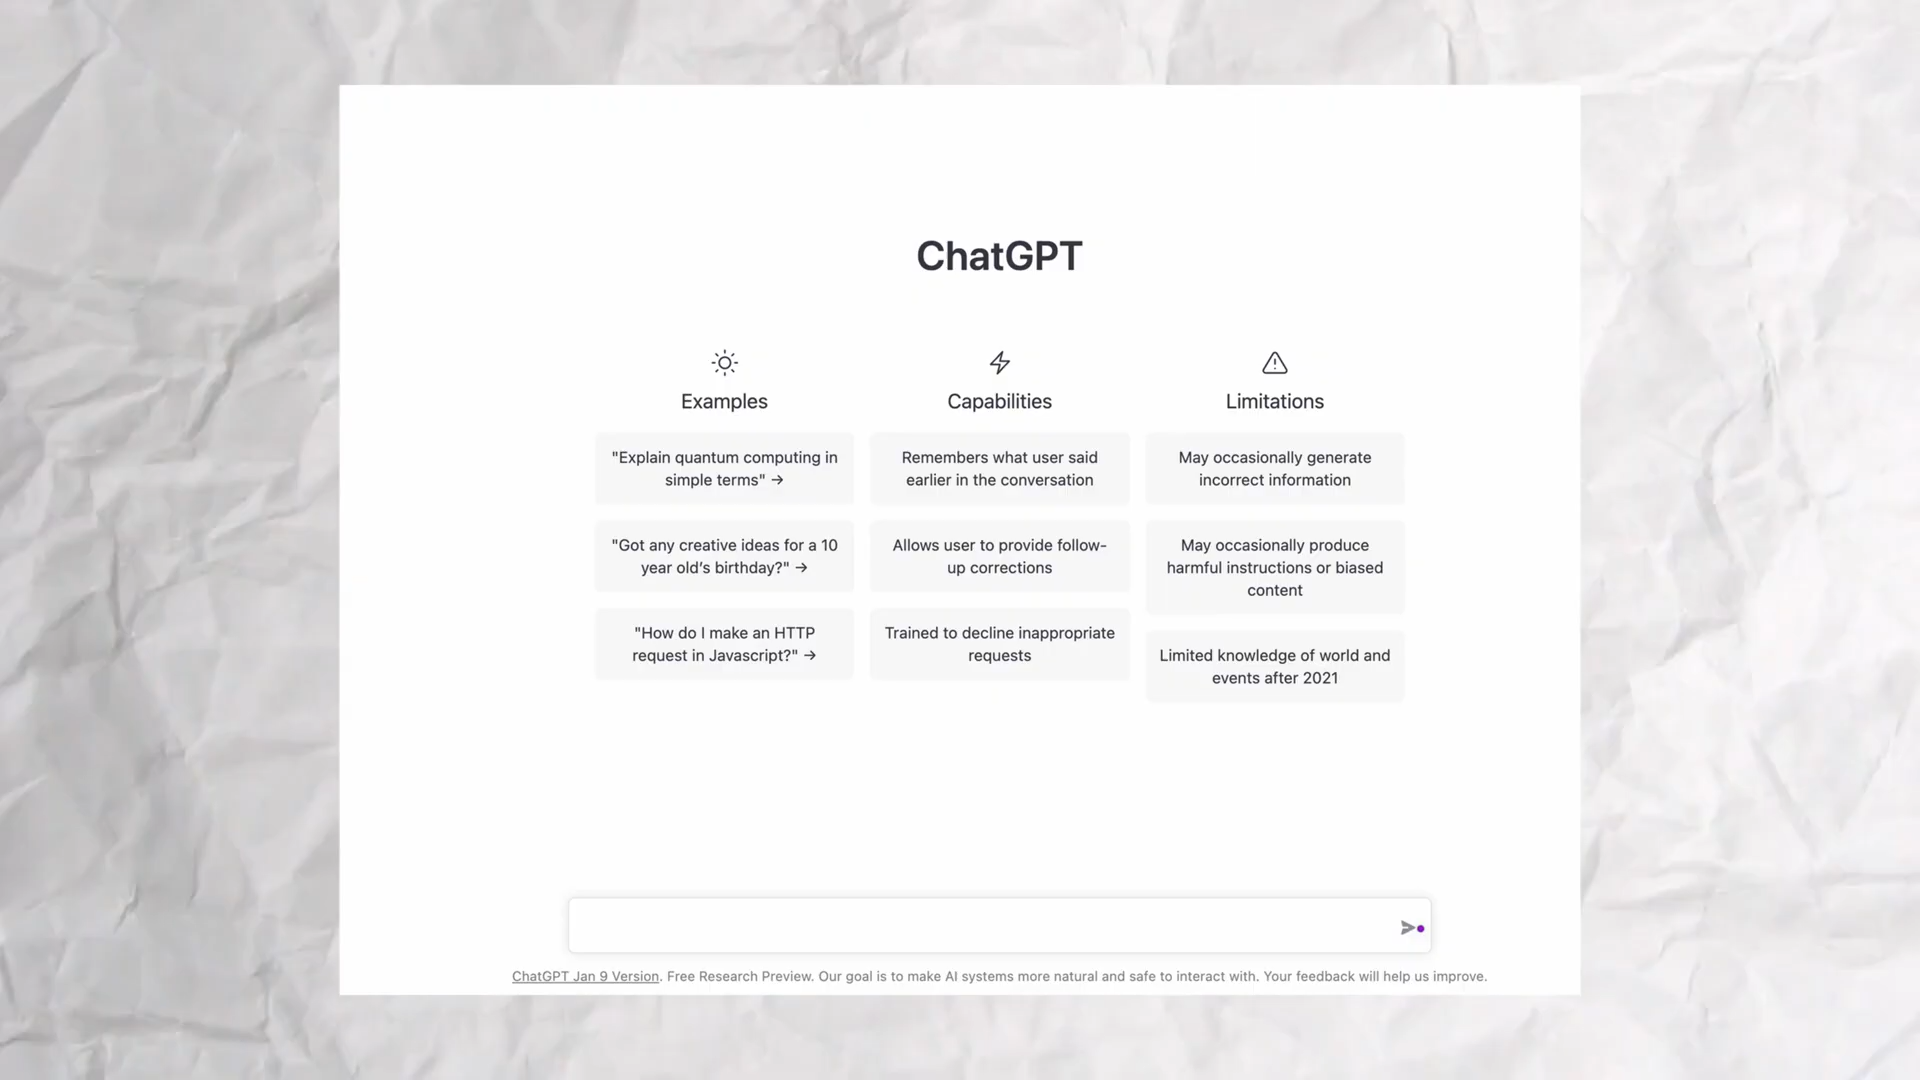 ChatGPT
Examples
"Explain quantum computing in
simple terms" →
"Got any creative ideas for a 10
year old’s birthday?" →
"How do I make an HTTP
request in Javascript?" →
Capabilities
Remembers what user said
earlier in the conversation
Allows user to provide follow-
up corrections
Trained to decline inappropriate
requests
Limitations
May occasionally generate
incorrect information
May occasionally produce
harmful instructions or biased
content
Limited knowledge of world and
events after 2021
ChatGPT Jan 9 Version. Free Research Preview. Our goal is to make AI systems more natural and safe to interact with. Your feedback will help us improve.